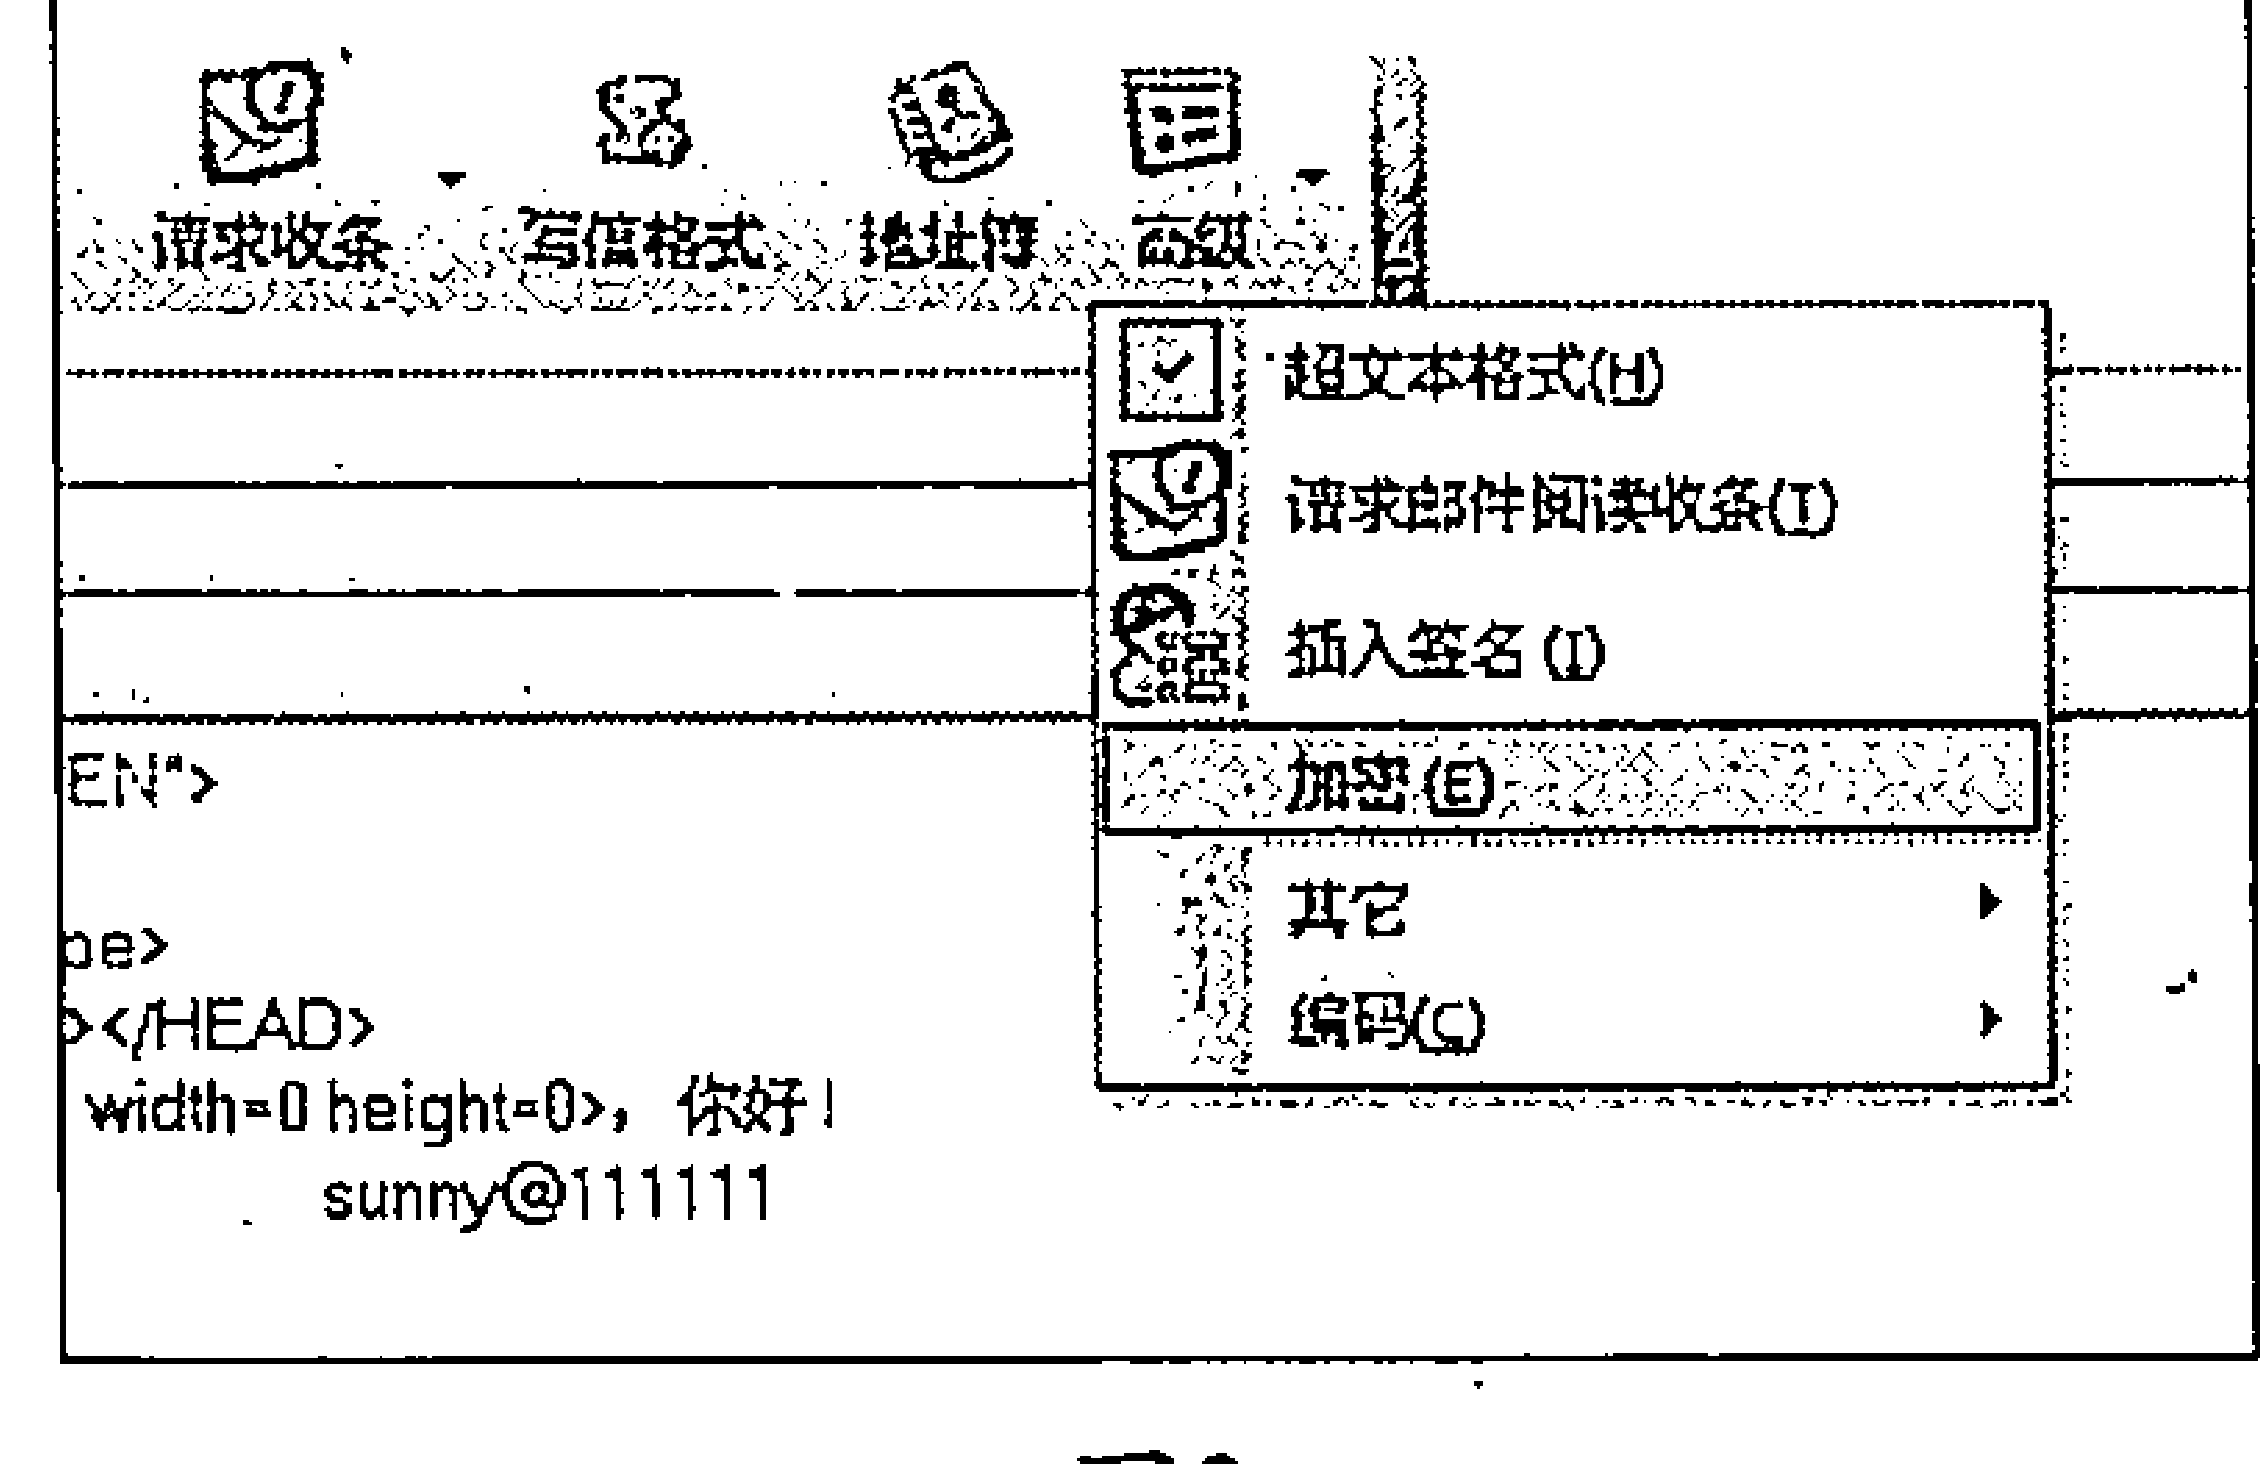 请求收条 写信格式 地址簿 高级
超文本格式(H)
请求邮件阅读收条(T)
插入签名(I)
EN">
加密(E)
其它
pe>
></HEAD>
编码(C)
width=0 height=0>，你好！
sunny@111111